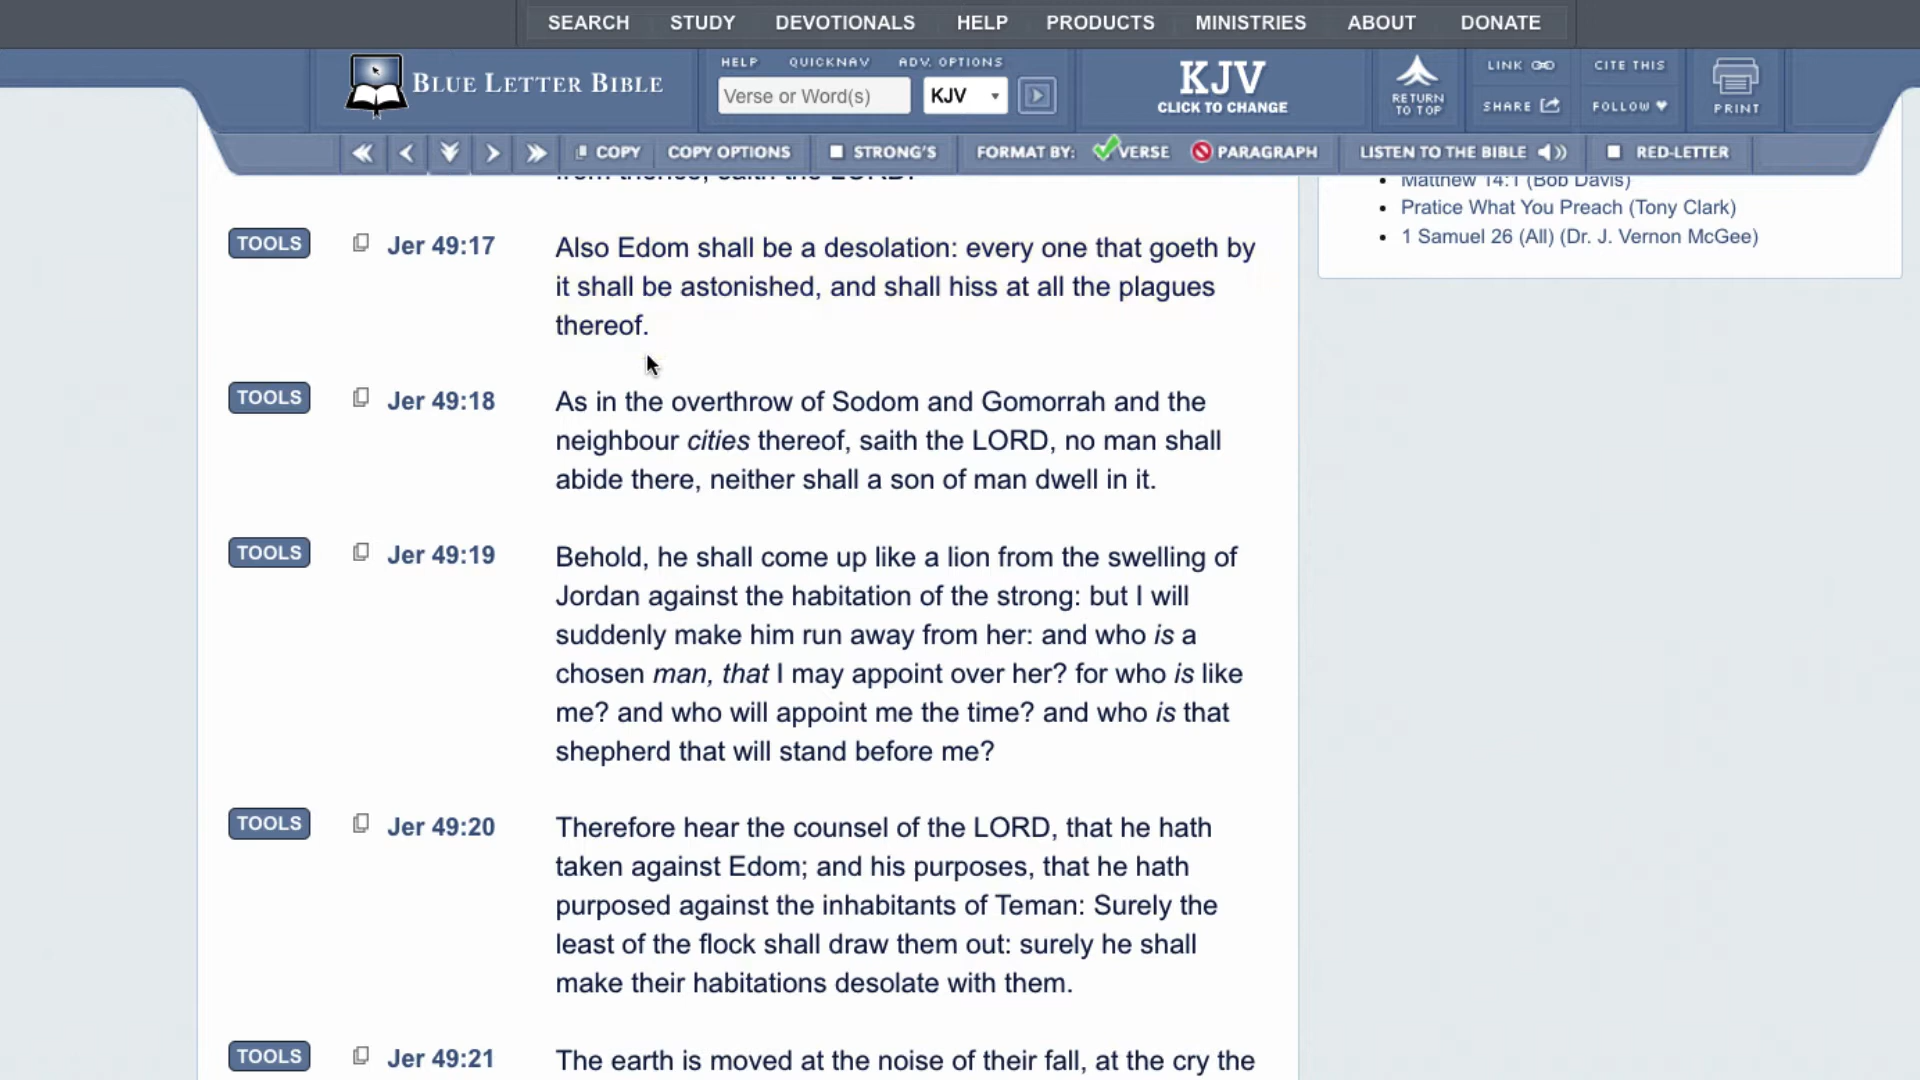 SEARCH STUDY DEVOTIONALS HELP PRODUCTS MINISTRIES ABOUT DONATE
BLUE LETTER BIBLE
HELP QUICKNAV ADV. OPTIONS
Verse or Word(s) KJV
KJV
CLICK TO CHANGE
RETURN
TO TOP
LINK CITE THIS
SHARE FOLLOW
PRINT
COPY COPY OPTIONS STRONG'S FORMAT BY: VERSE PARAGRAPH LISTEN TO THE BIBLE RED-LETTER
from thence, saith the LORD.
TOOLS Jer 49:17 Also Edom shall be a desolation: every one that goeth by
it shall be astonished, and shall hiss at all the plagues
thereof.
TOOLS Jer 49:18 As in the overthrow of Sodom and Gomorrah and the
neighbour cities thereof, saith the LORD, no man shall
abide there, neither shall a son of man dwell in it.
TOOLS Jer 49:19 Behold, he shall come up like a lion from the swelling of
Jordan against the habitation of the strong: but I will
suddenly make him run away from her: and who is a
chosen man, that I may appoint over her? for who is like
me? and who will appoint me the time? and who is that
shepherd that will stand before me?
TOOLS Jer 49:20 Therefore hear the counsel of the LORD, that he hath
taken against Edom; and his purposes, that he hath
purposed against the inhabitants of Teman: Surely the
least of the flock shall draw them out: surely he shall
make their habitations desolate with them.
TOOLS Jer 49:21 The earth is moved at the noise of their fall, at the cry the
Matthew 14:1 (Bob Davis)
Pratice What You Preach (Tony Clark)
1 Samuel 26 (All) (Dr. J. Vernon McGee)